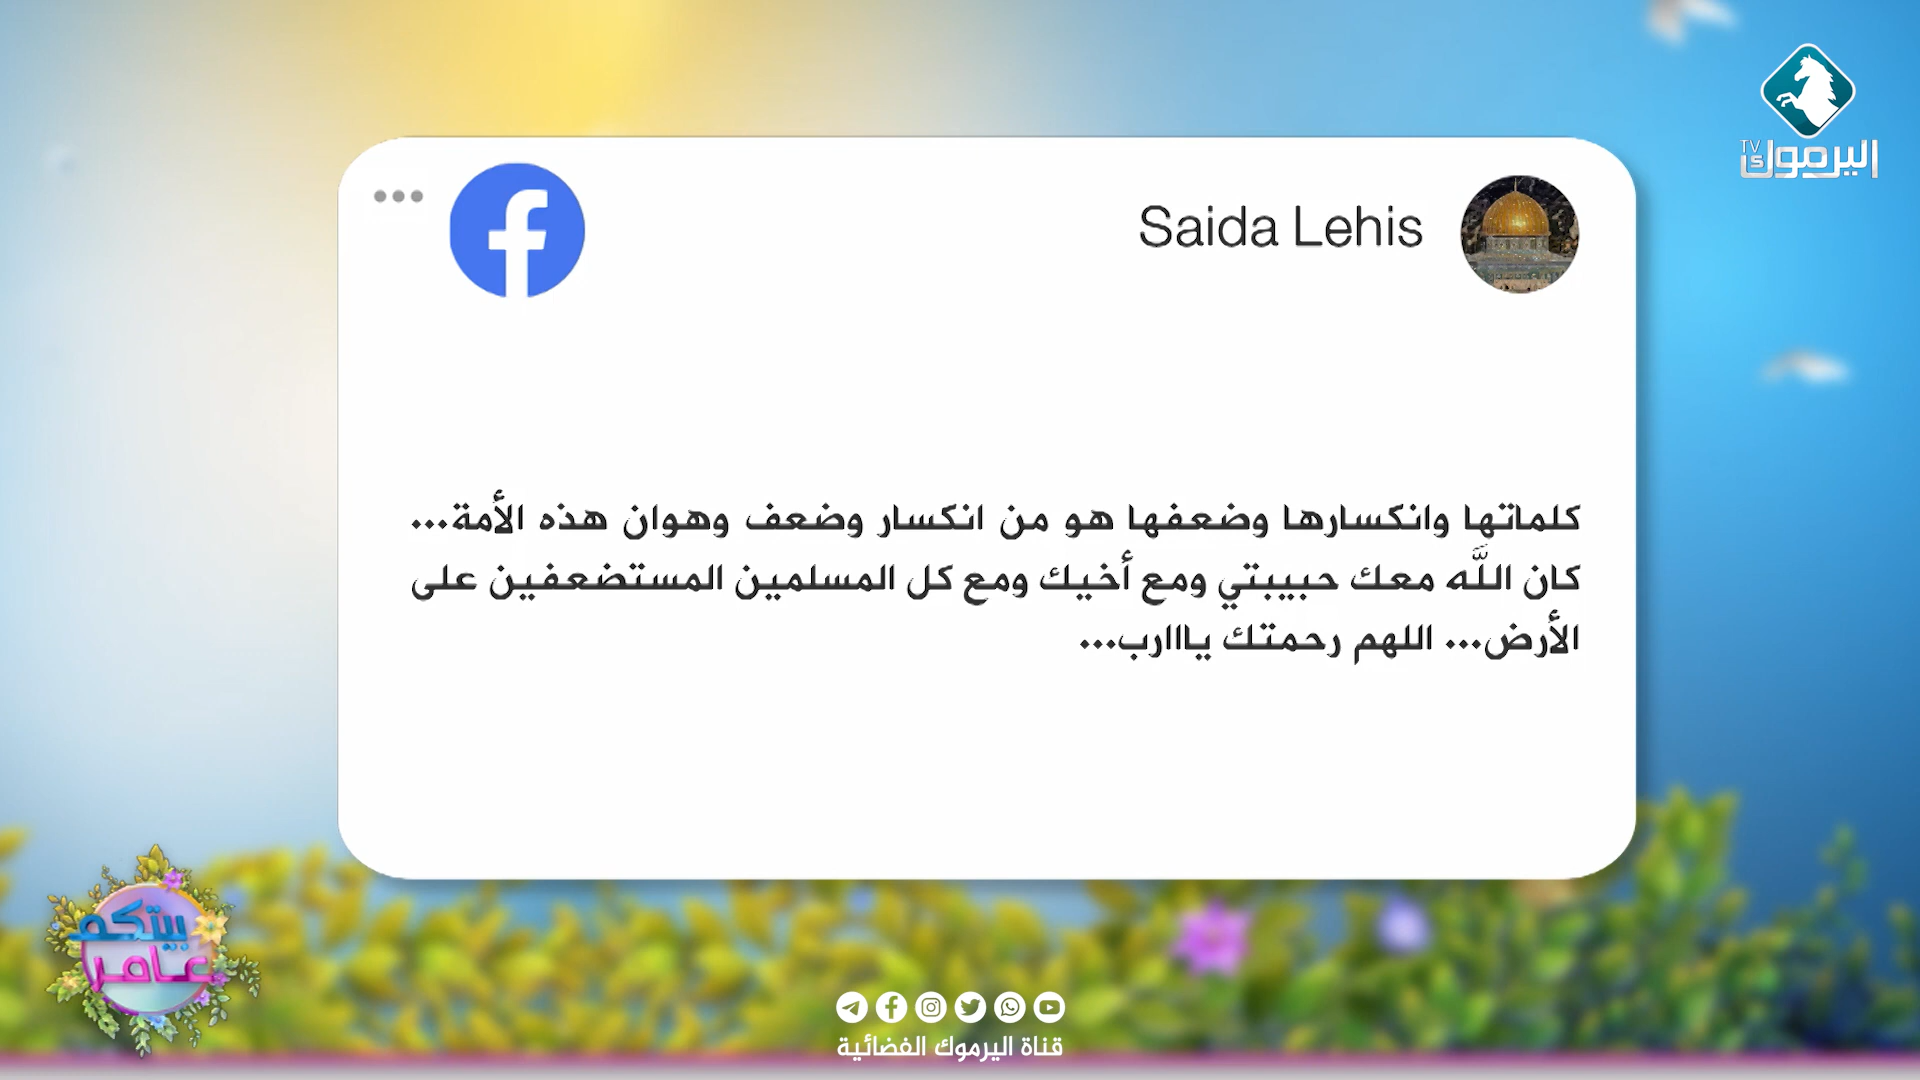 TV
اليرموك
Saida Lehis
كلماتها وانكسارها وضعفها هو من انكسار وضعف وهوان هذه الأمة...
كان اللّٰه معك حبيبتي ومع أخيك ومع كل المسلمين المستضعفين على
الأرض... اللهم رحمتك يااارب...
بيتكم
عامر
قناة اليرموك الفضائية